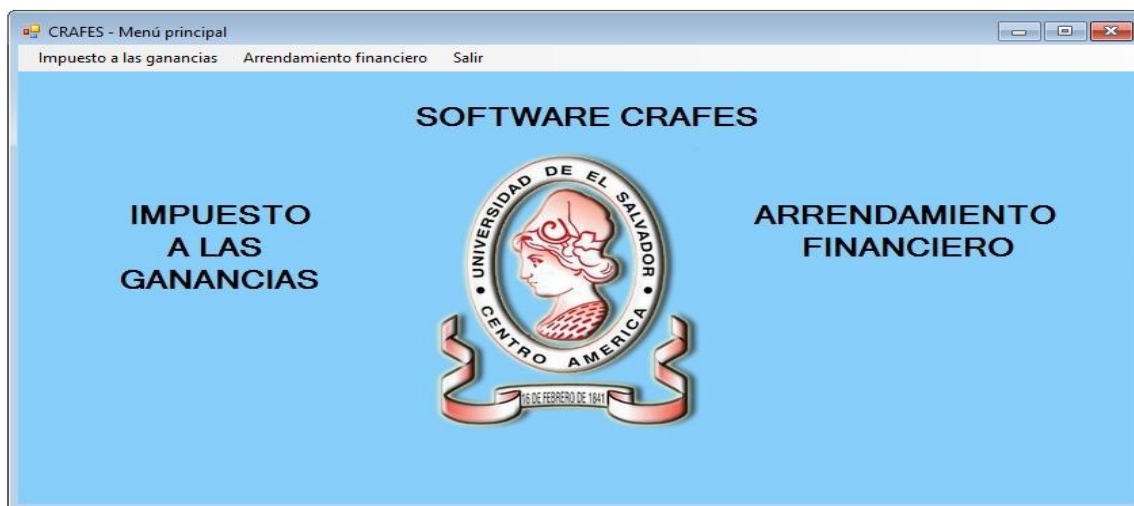 CRAFES - Menú principal
Impuesto a las ganancias Arrendamiento financiero Salir
SOFTWARE CRAFES
IMPUESTO
A LAS
GANANCIAS
UNIVERSIDAD DE EL SALVADOR
CENTRO AMERICA
16 DE FEBRERO DE 1841
ARRENDAMIENTO
FINANCIERO